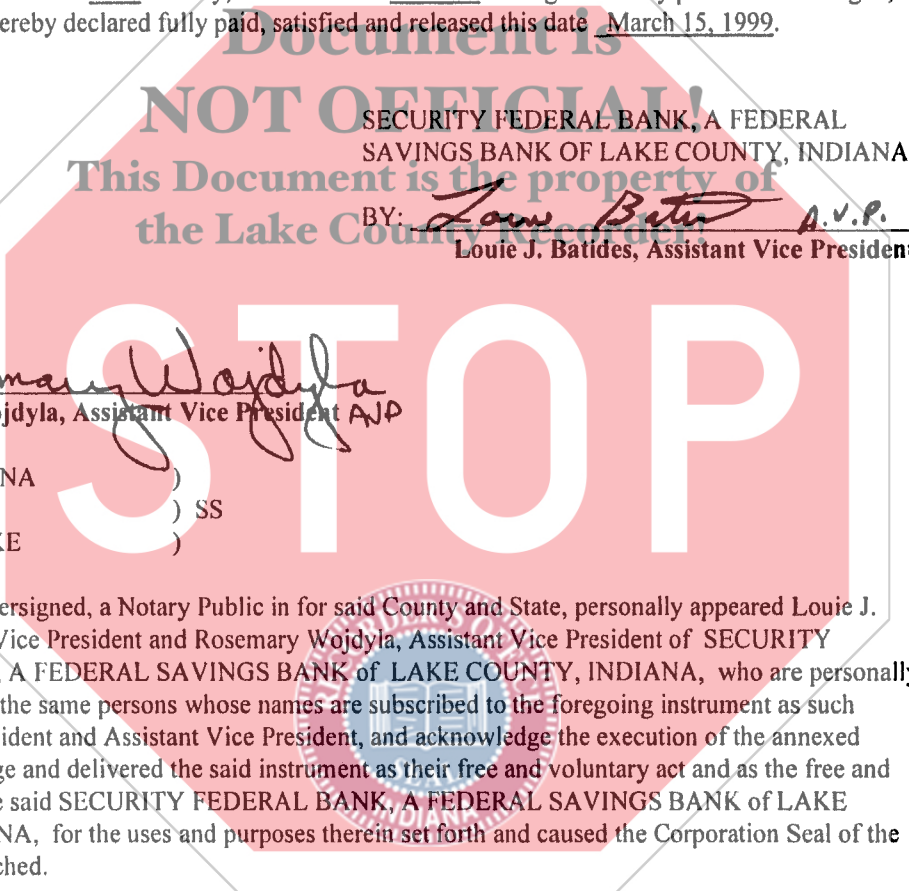 ereby declared fully paid, satisfied and released this date March 15, 1999.
Document is
NOT OFFICIAL!
This Document is the property of
the Lake County Recorder!
SECURITY FEDERAL BANK, A FEDERAL
SAVINGS BANK OF LAKE COUNTY, INDIANA
BY: Louie Batides A.V.P.
Louie J. Batides, Assistant Vice President
STOP
mary Wojdyla
ojdyla, Assistant Vice President AVP
NA )
) SS
KE )
ersigned, a Notary Public in for said County and State, personally appeared Louie J.
Vice President and Rosemary Wojdyla, Assistant Vice President of SECURITY
, A FEDERAL SAVINGS BANK of LAKE COUNTY, INDIANA, who are personally
the same persons whose names are subscribed to the foregoing instrument as such
ident and Assistant Vice President, and acknowledge the execution of the annexed
ge and delivered the said instrument as their free and voluntary act and as the free and
e said SECURITY FEDERAL BANK, A FEDERAL SAVINGS BANK of LAKE
NA, for the uses and purposes therein set forth and caused the Corporation Seal of the
ched.
SEAL
INDIANA